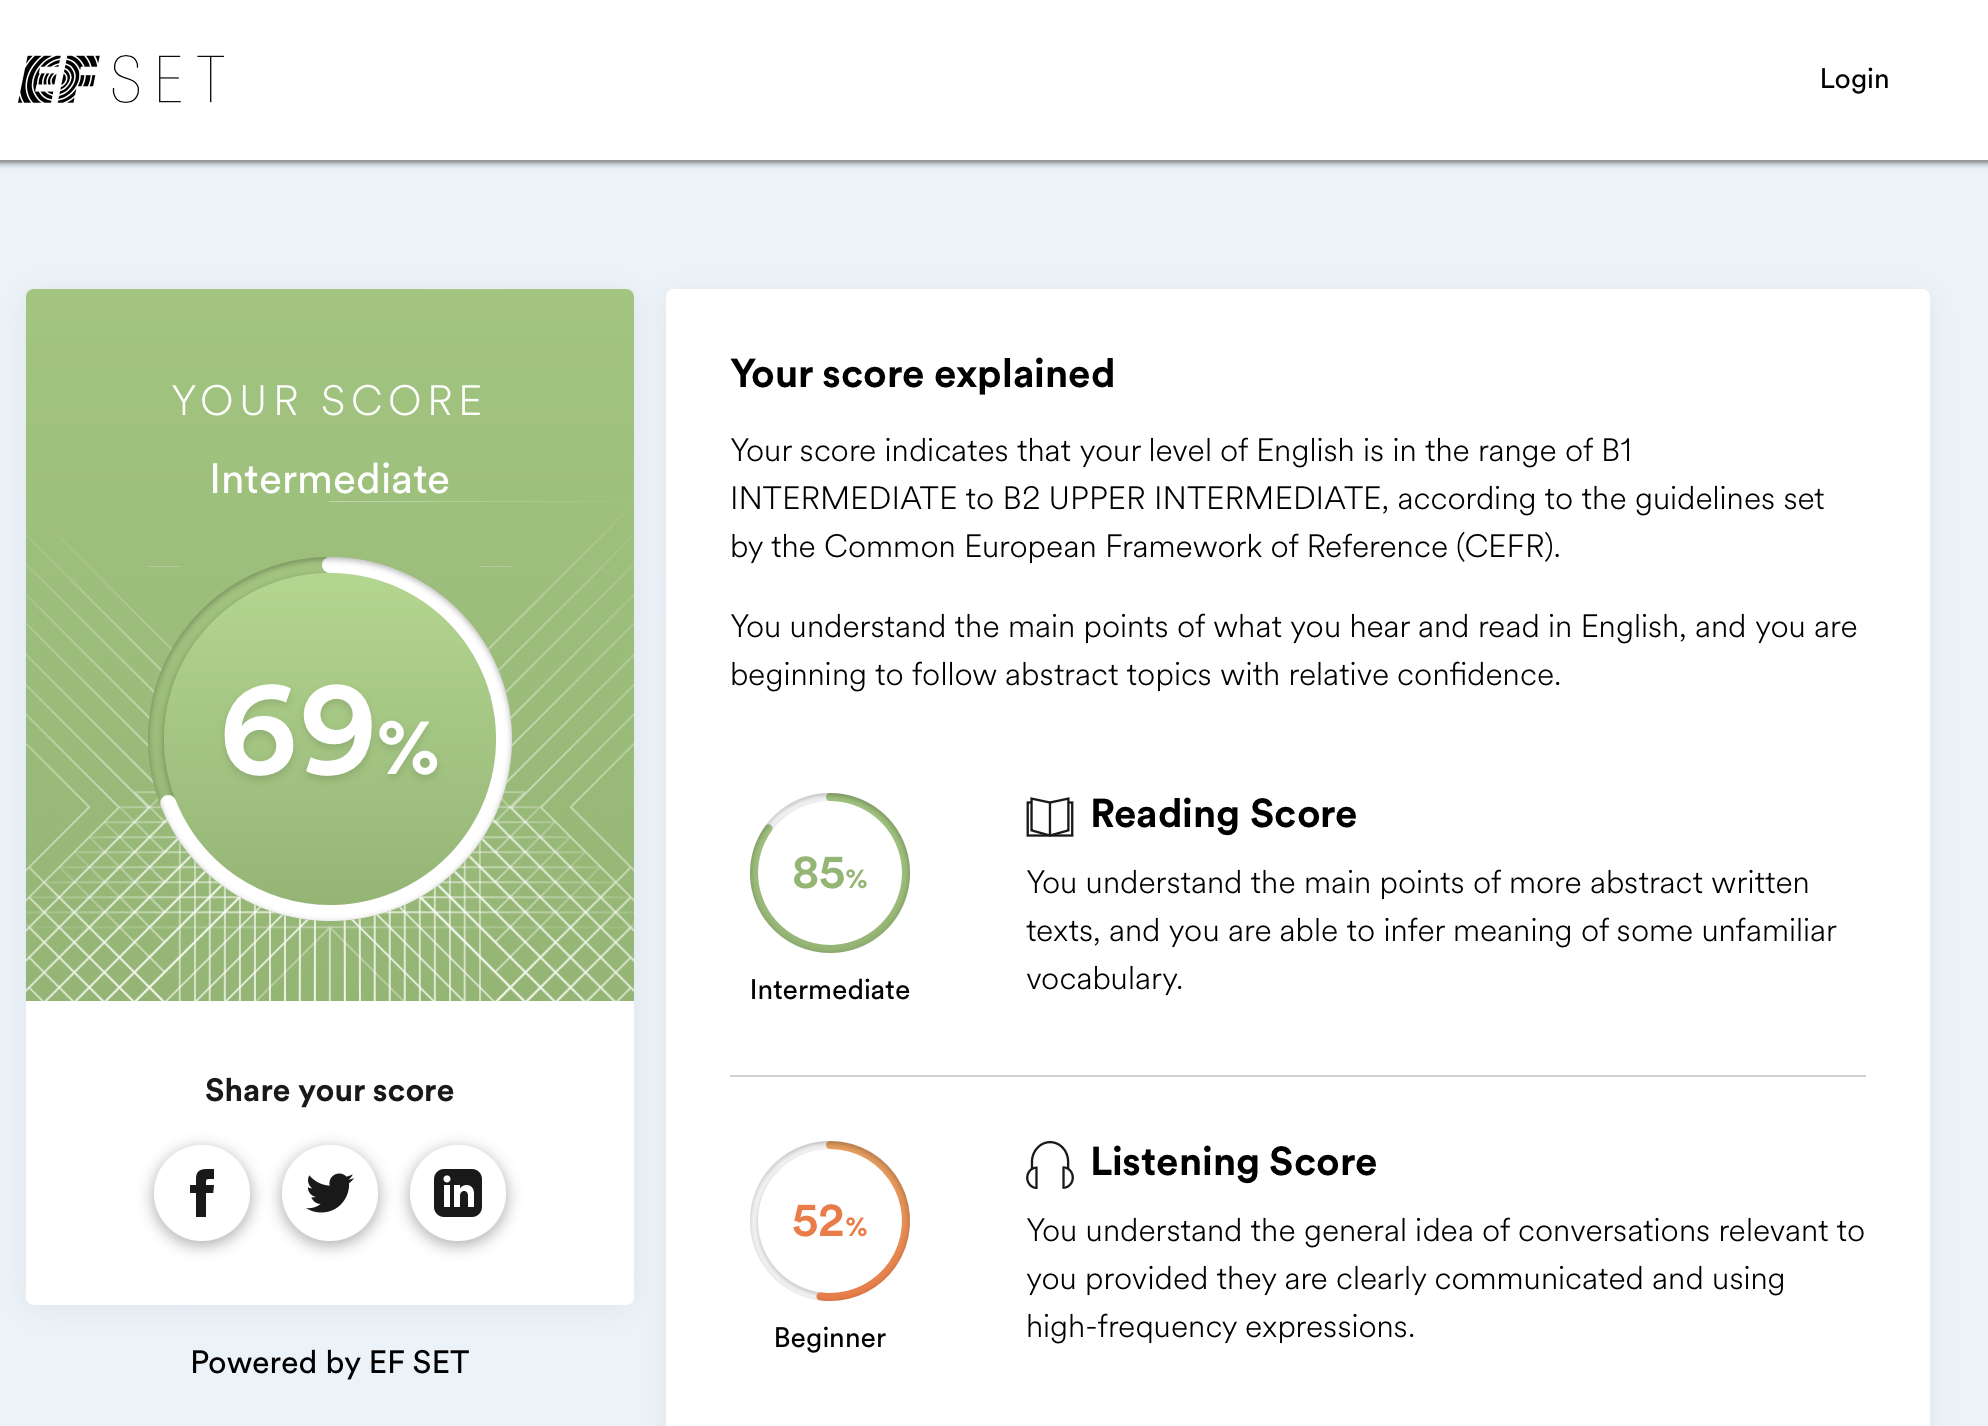 EF SET
Login
YOUR SCORE
Intermediate
69%
Share your score
Powered by EF SET
Your score explained
Your score indicates that your level of English is in the range of B1
INTERMEDIATE to B2 UPPER INTERMEDIATE, according to the guidelines set
by the Common European Framework of Reference (CEFR).
You understand the main points of what you hear and read in English, and you are
beginning to follow abstract topics with relative confidence.
85%
Intermediate
Reading Score
You understand the main points of more abstract written
texts, and you are able to infer meaning of some unfamiliar
vocabulary.
52%
Beginner
Listening Score
You understand the general idea of conversations relevant to
you provided they are clearly communicated and using
high-frequency expressions.